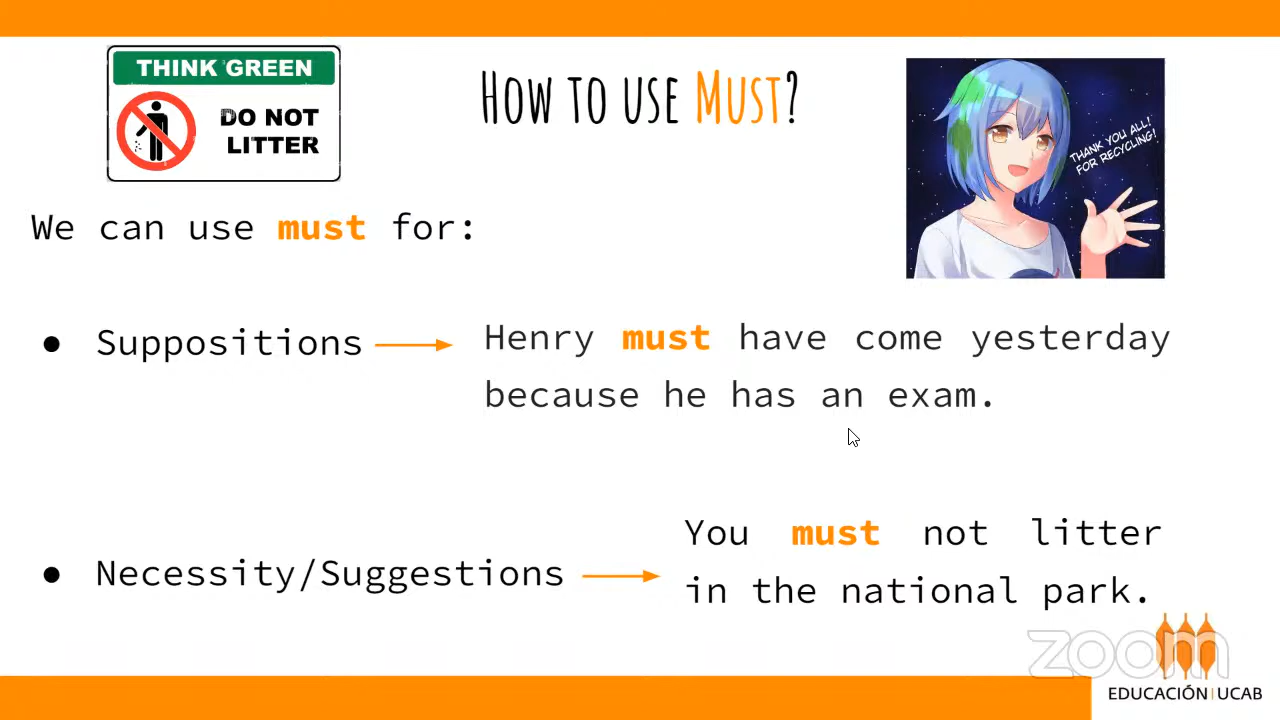 THINK GREEN
DO NOT
LITTER
How to use Must?
THANK YOU ALL!
FOR RECYCLING!
We can use must for:
● Suppositions
Henry must have come yesterday
because he has an exam.
● Necessity/Suggestions
You must not litter
in the national park.
zoom
EDUCACIÓN|UCAB